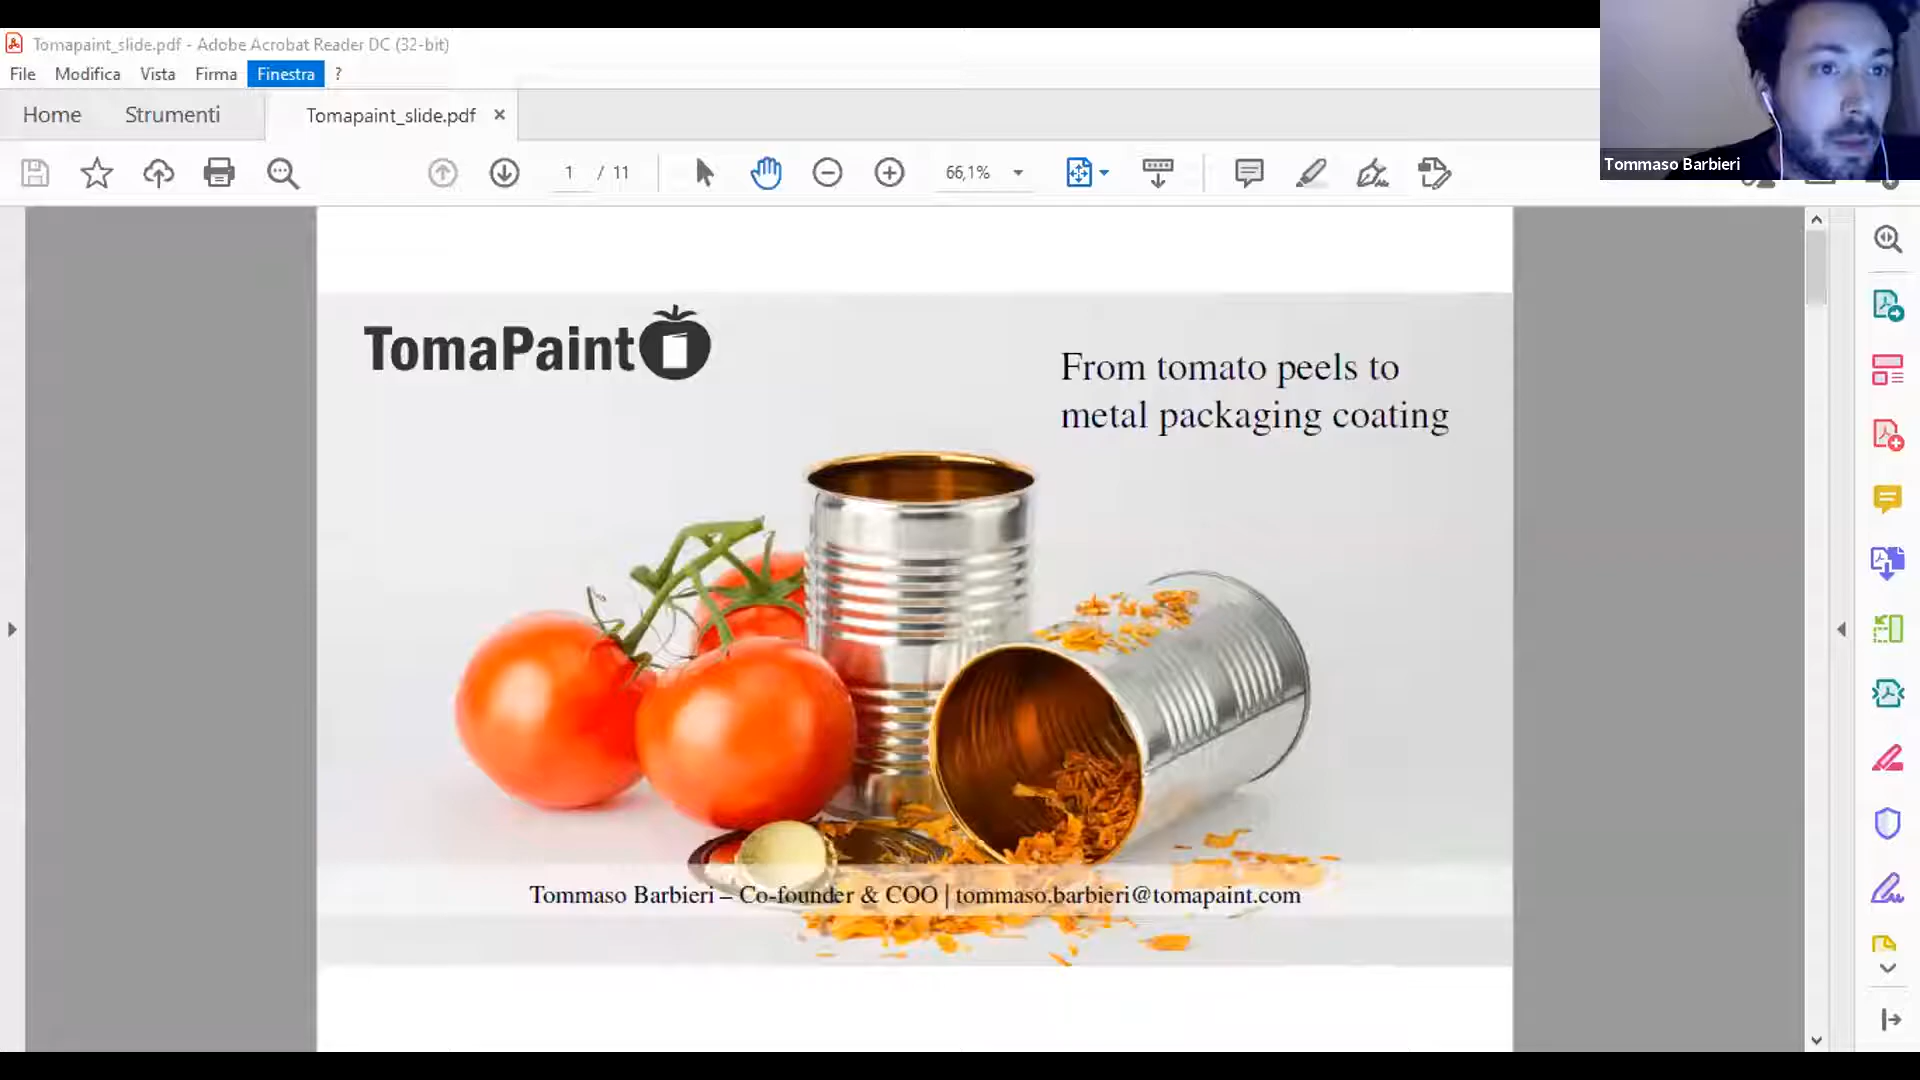 Tomapaint_slide.pdf - Adobe Acrobat Reader DC (32-bit)
File Modifica Vista Firma Finestra ?
Home Strumenti Tomapaint_slide.pdf ×
1 / 11 66,1%
Tommaso Barbieri
TomaPaint
From tomato peels to
metal packaging coating
Tommaso Barbieri – Co-founder & COO | tommaso.barbieri@tomapaint.com